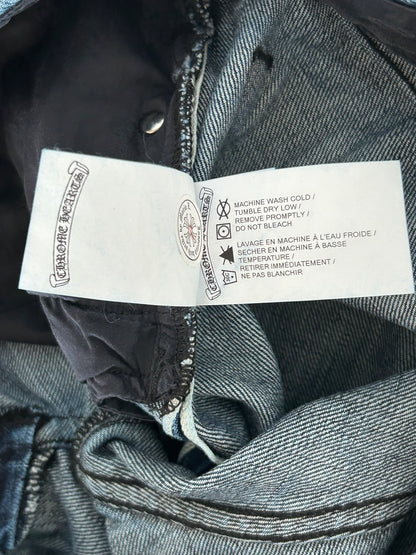 CHROME HEARTS
CHROME HEARTS
MACHINE WASH COLD /
TUMBLE DRY LOW /
REMOVE PROMPTLY /
DO NOT BLEACH
LAVAGE EN MACHINE À L'EAU FROIDE /
SECHER EN MACHINE À BASSE
TEMPERATURE /
RETIRER IMMÉDIATEMENT /
NE PAS BLANCHIR